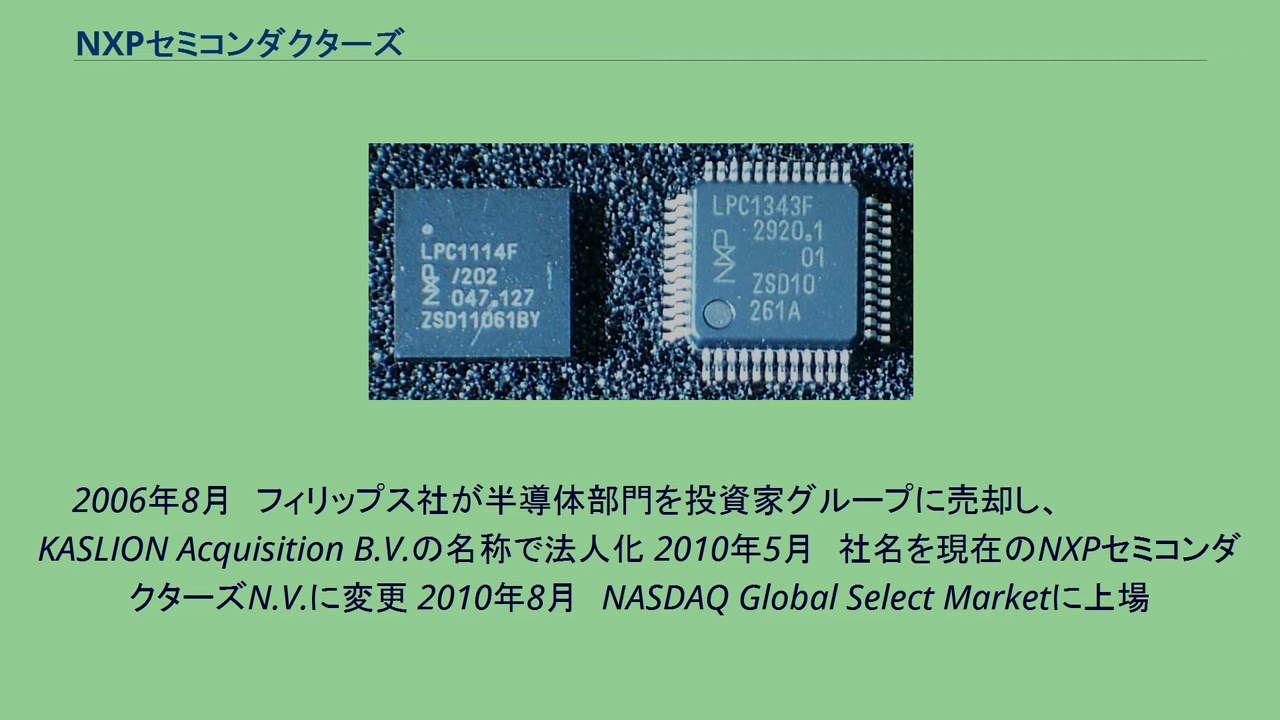 NXPセミコンダクターズ
LPC1114F
NXP /202
047.127
ZSD11061BY
LPC1343F
2920.1
NXP 01
ZSD10
261A
2006年8月　フィリップス社が半導体部門を投資家グループに売却し、
KASLION Acquisition B.V.の名称で法人化 2010年5月　社名を現在のNXPセミコンダ
クターズN.V.に変更 2010年8月　NASDAQ Global Select Marketに上場